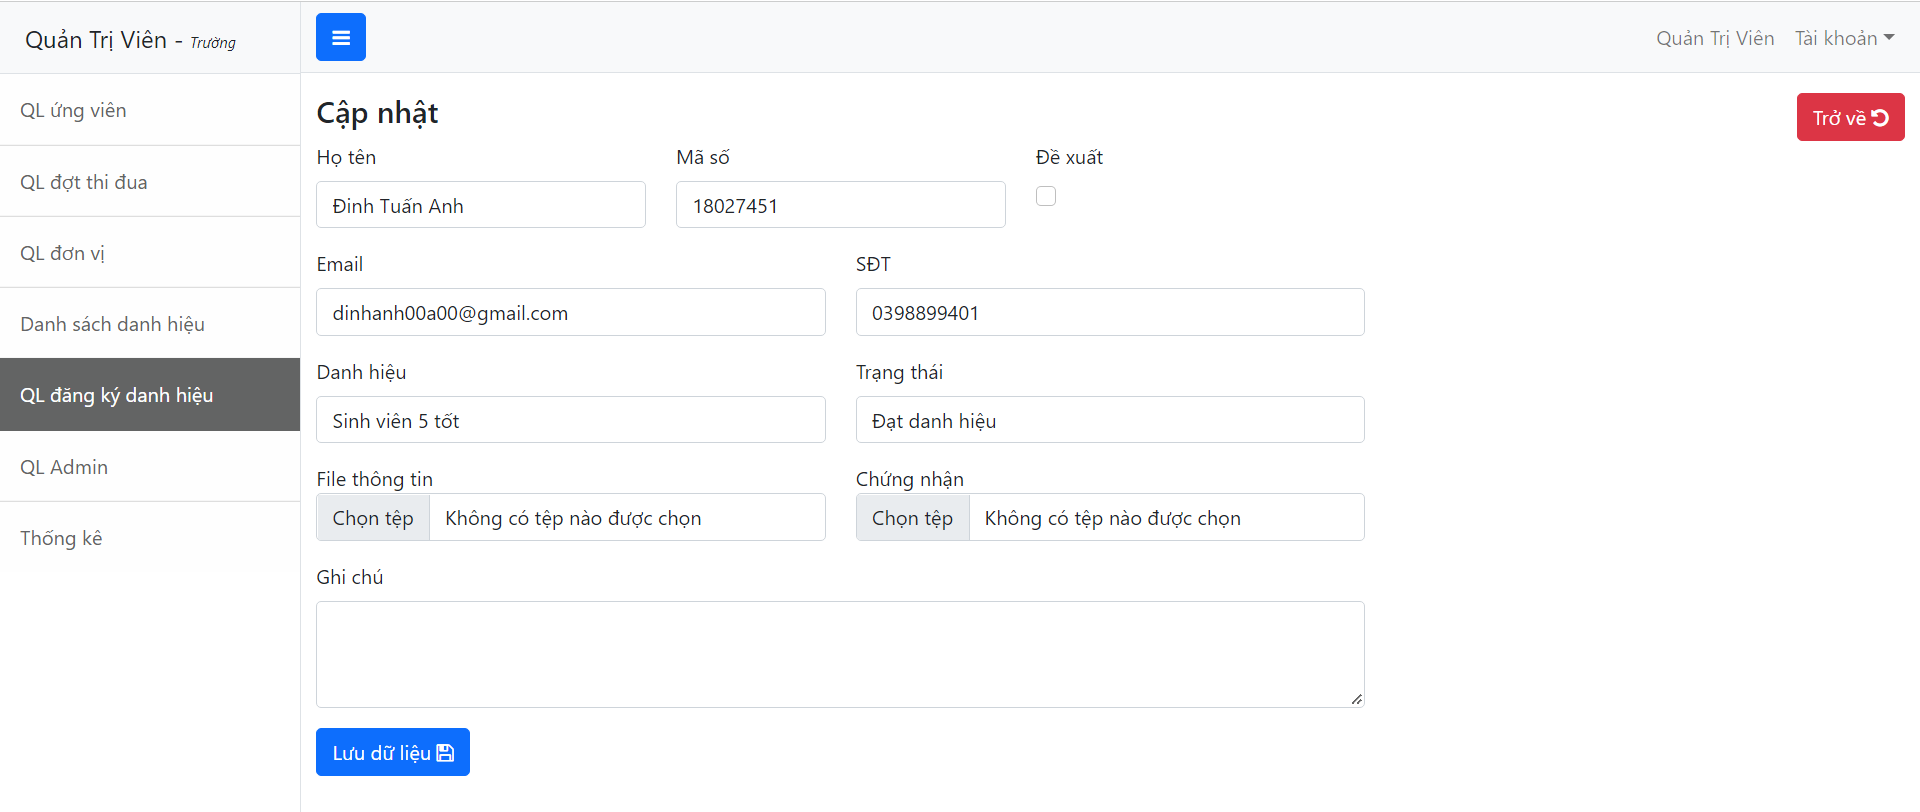 Quản Trị Viên - Trường
Quản Trị Viên
Tài khoản
QL ứng viên
QL đợt thi đua
QL đơn vị
Danh sách danh hiệu
QL đăng ký danh hiệu
QL Admin
Thống kê
Cập nhật
Trở về
Họ tên
Mã số
Đề xuất
Đinh Tuấn Anh
18027451
Email
SĐT
dinhanh00a00@gmail.com
0398899401
Danh hiệu
Trạng thái
Sinh viên 5 tốt
Đạt danh hiệu
File thông tin
Chứng nhận
Chọn tệp Không có tệp nào được chọn
Chọn tệp Không có tệp nào được chọn
Ghi chú
Lưu dữ liệu